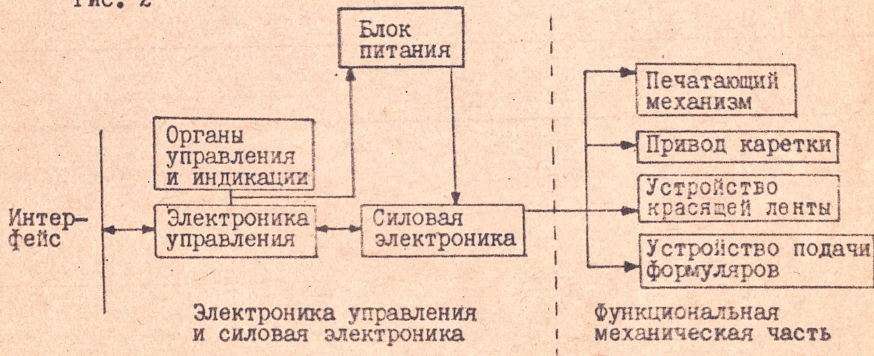 Рис. 2
Блок
питания
Печатающий
механизм
Органы
управления
и индикации
Привод каретки
Устройство
красящей ленты
Интер-
фейс
Электроника
управления
Силовая
электроника
Устройство подачи
формуляров
Электроника управления
и силовая электроника
Функциональная
механическая часть